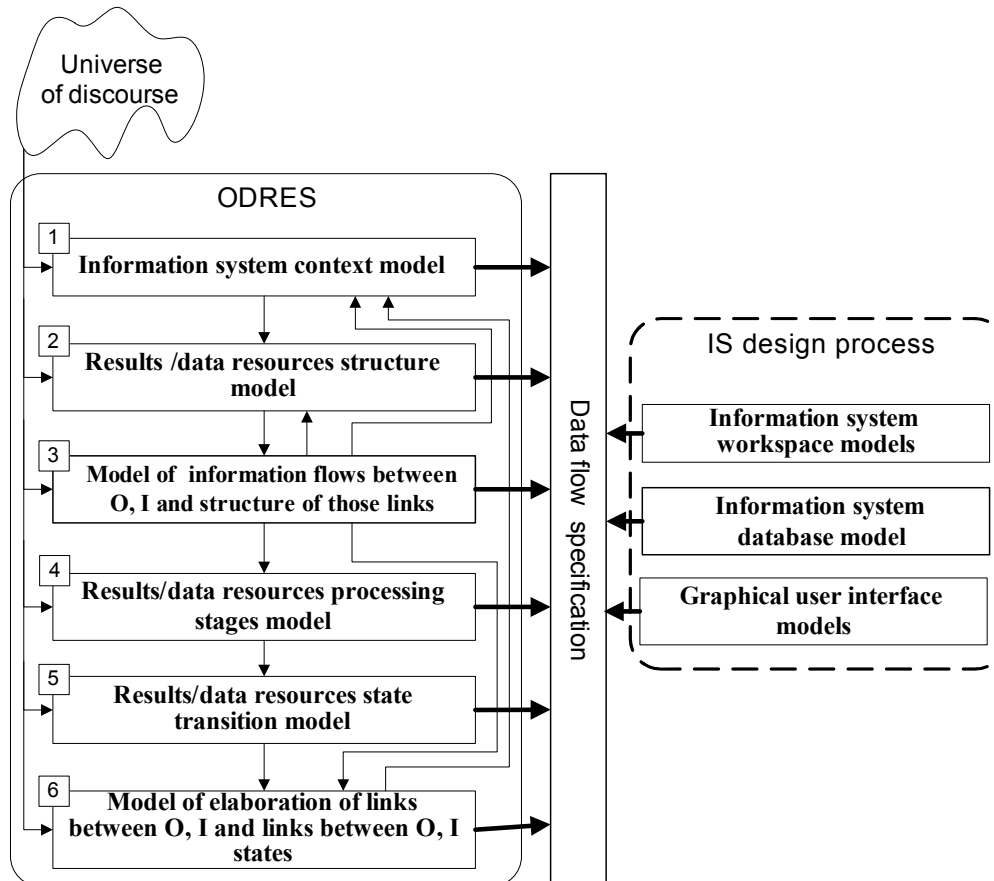 Universe
of discourse
ODRES
1
Information system context model
2
Results /data resources structure
model
3
Model of information flows between
O, I and structure of those links
4
Results/data resources processing
stages model
5
Results/data resources state
transition model
6
Model of elaboration of links
between O, I and links between O, I
states
Data flow specification
IS design process
Information system
workspace models
Information system
database model
Graphical user interface
models